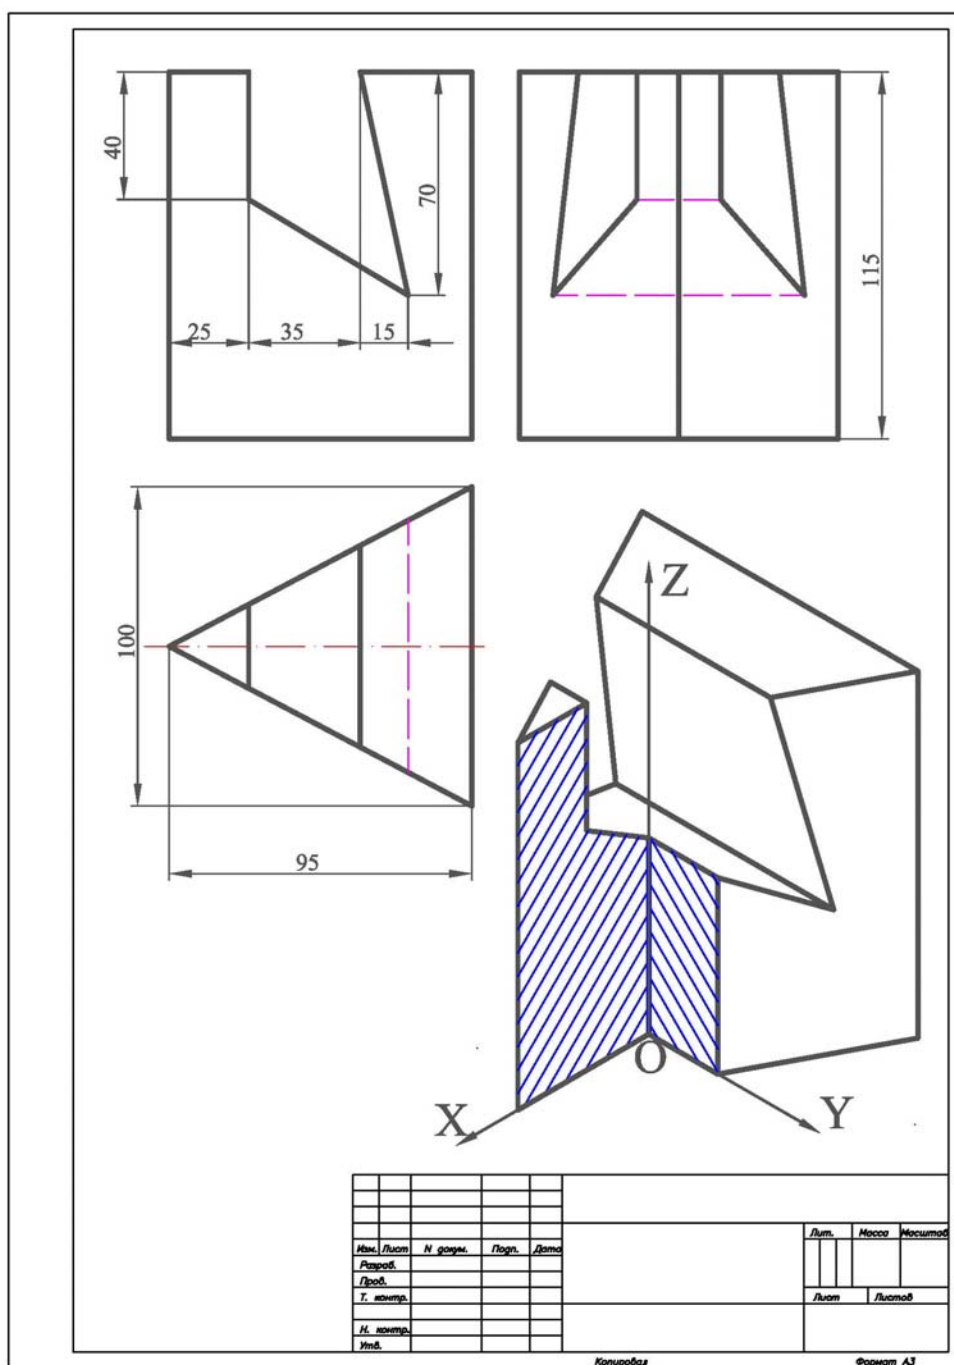 40
70
25 35 15
115
100
95
Z
O
X
Y
Лит. Масса Масштаб
Изм. Лист N докум. Подп. Дата
Разраб.
Пров.
Т. контр.
Лист Листов
Н. контр.
Утв.
Копировал Формат А3